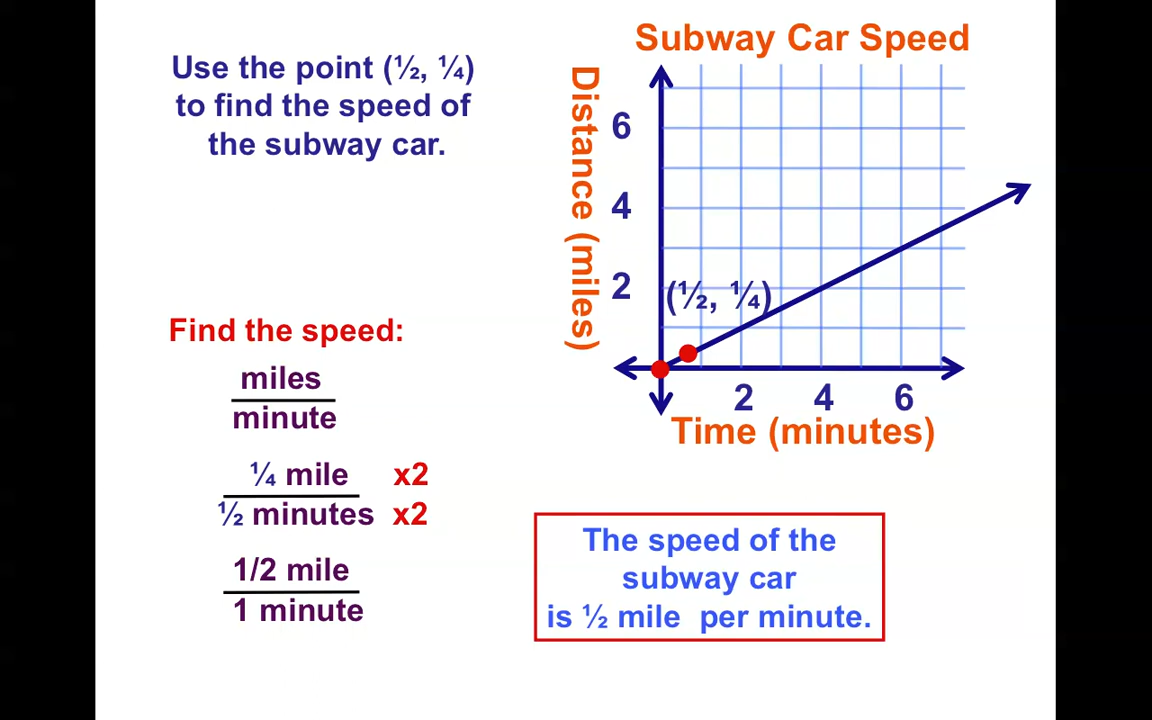 Subway Car Speed
Use the point (½, ¼)
to find the speed of
the subway car.
Distance (miles)
6
4
2
(½, ¼)
2 4 6
Time (minutes)
Find the speed:
miles
minute
¼ mile x2
½ minutes x2
1/2 mile
1 minute
The speed of the
subway car
is ½ mile per minute.